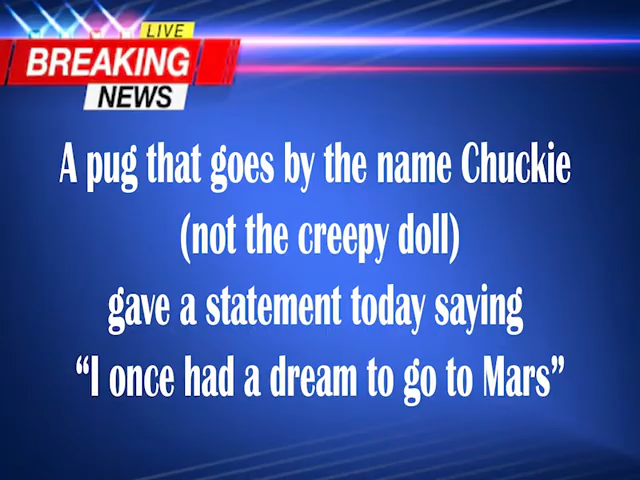 LIVE
BREAKING
NEWS
A pug that goes by the name Chuckie
(not the creepy doll)
gave a statement today saying
“I once had a dream to go to Mars”